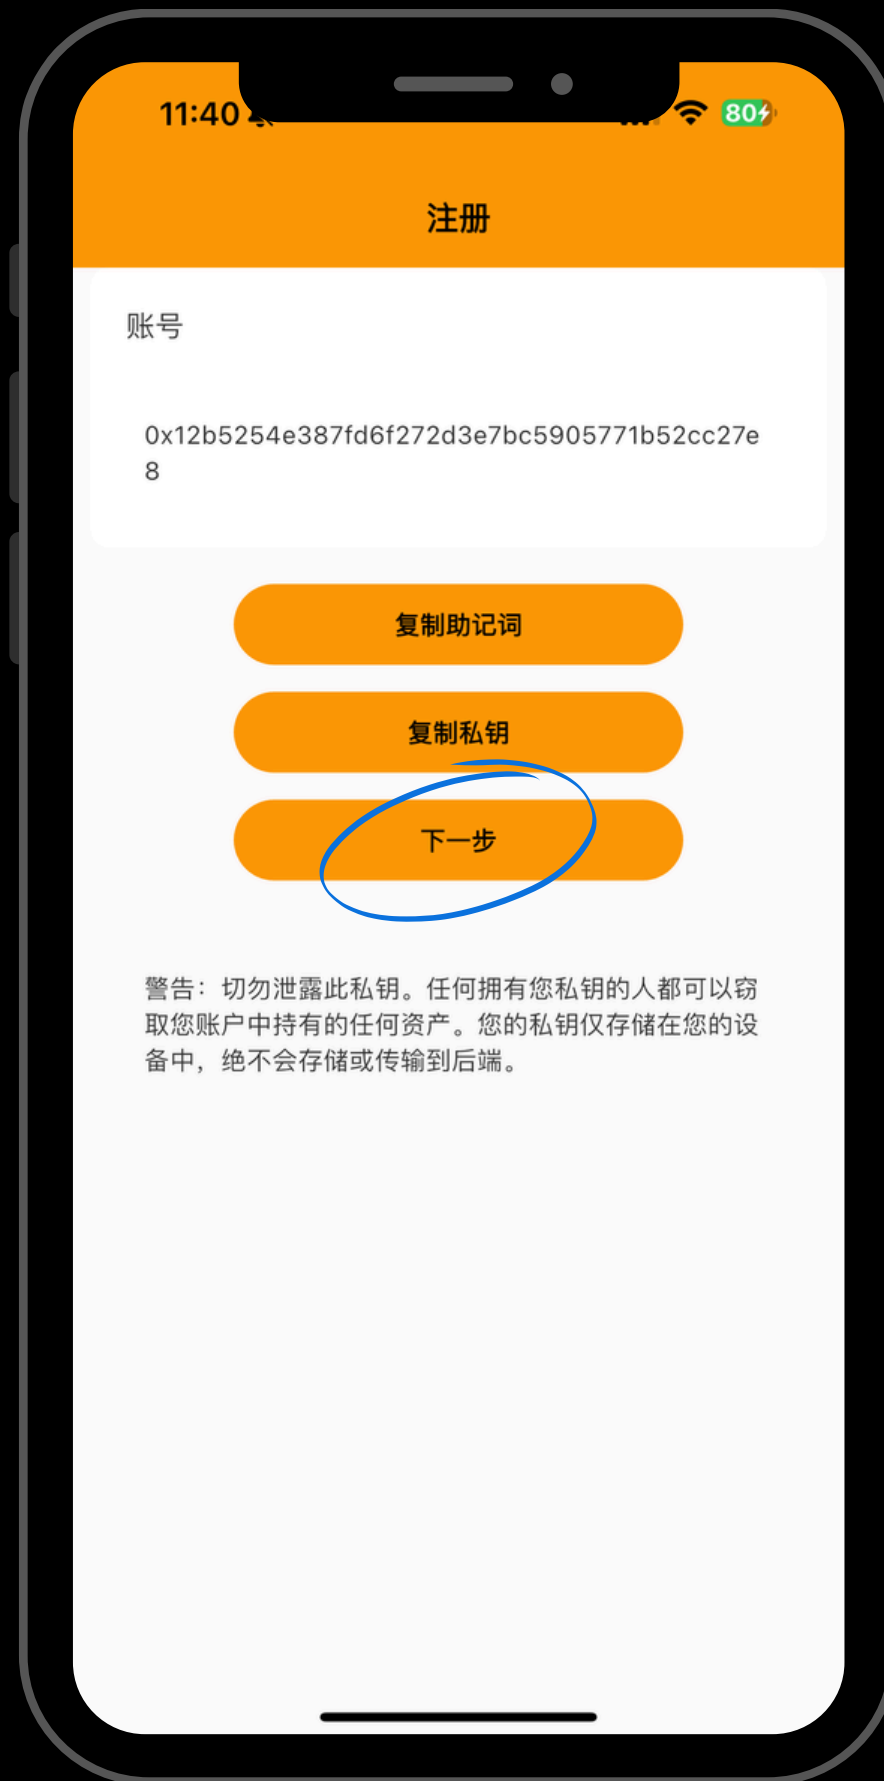 11:40
80
注册
账号
0x12b5254e387fd6f272d3e7bc5905771b52cc27e
8
复制助记词
复制私钥
下一步
警告：切勿泄露此私钥。任何拥有您私钥的人都可以窃
取您账户中持有的任何资产。您的私钥仅存储在您的设
备中，绝不会存储或传输到后端。